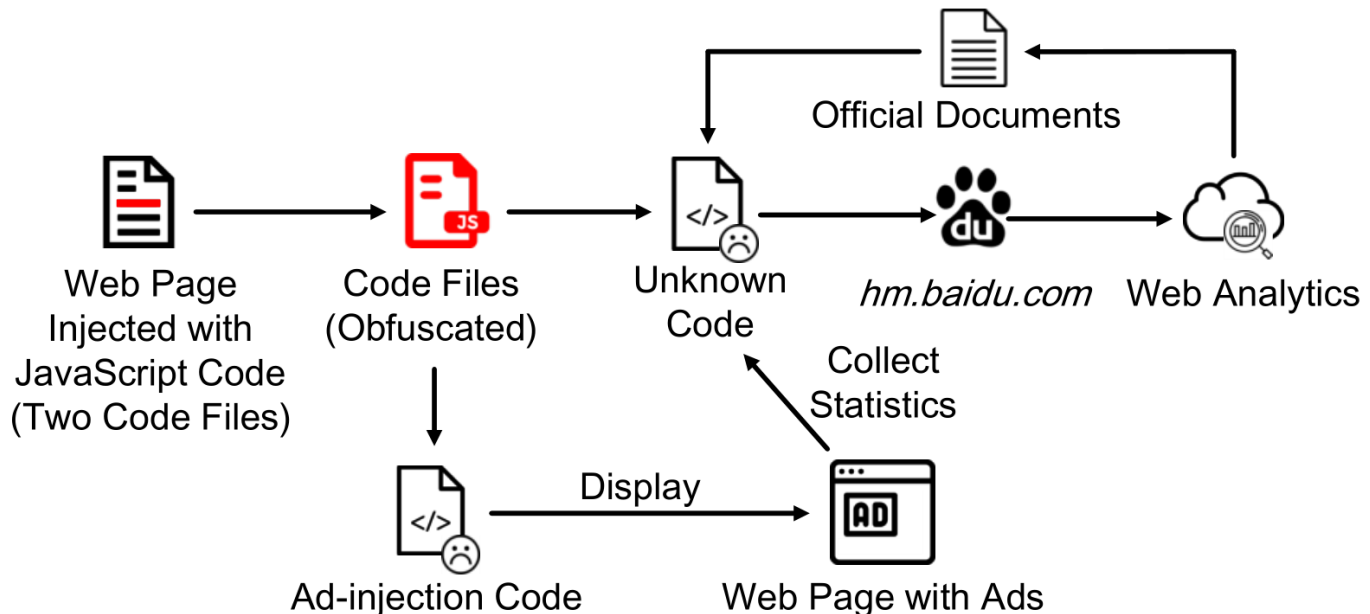 Official Documents
</>
JS
du
Web Page
Injected with
JavaScript Code
(Two Code Files)
Code Files
(Obfuscated)
Unknown
Code
hm.baidu.com
Web Analytics
Collect
Statistics
</>
Display
AD
Ad-injection Code
Web Page with Ads